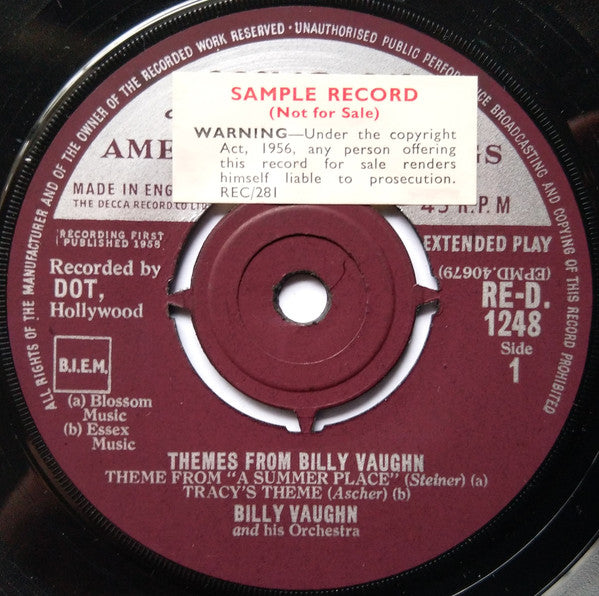 ALL RIGHTS OF THE MANUFACTURER AND OF THE OWNER OF THE RECORDED WORK RESERVED • UNAUTHORISED PUBLIC PERFORMANCE BROADCASTING AND COPYING OF THIS RECORD PROHIBITED
SAMPLE RECORD
(Not for Sale)
WARNING—Under the copyright
Act, 1956, any person offering
this record for sale renders
himself liable to prosecution.
REC/281
AME GS
MADE IN ENG
THE DECCA RECORD CO LTD
45 R.P.M
(RECORDING FIRST
PUBLISHED 1958)
EXTENDED PLAY
Recorded by
DOT,
Hollywood
(EPMD.40679)
RE-D.
1248
Side
1
B.I.E.M.
(a) Blossom
Music
(b) Essex
Music
THEMES FROM BILLY VAUGHN
THEME FROM "A SUMMER PLACE" (Steiner) (a)
TRACY'S THEME (Ascher) (b)
BILLY VAUGHN
and his Orchestra